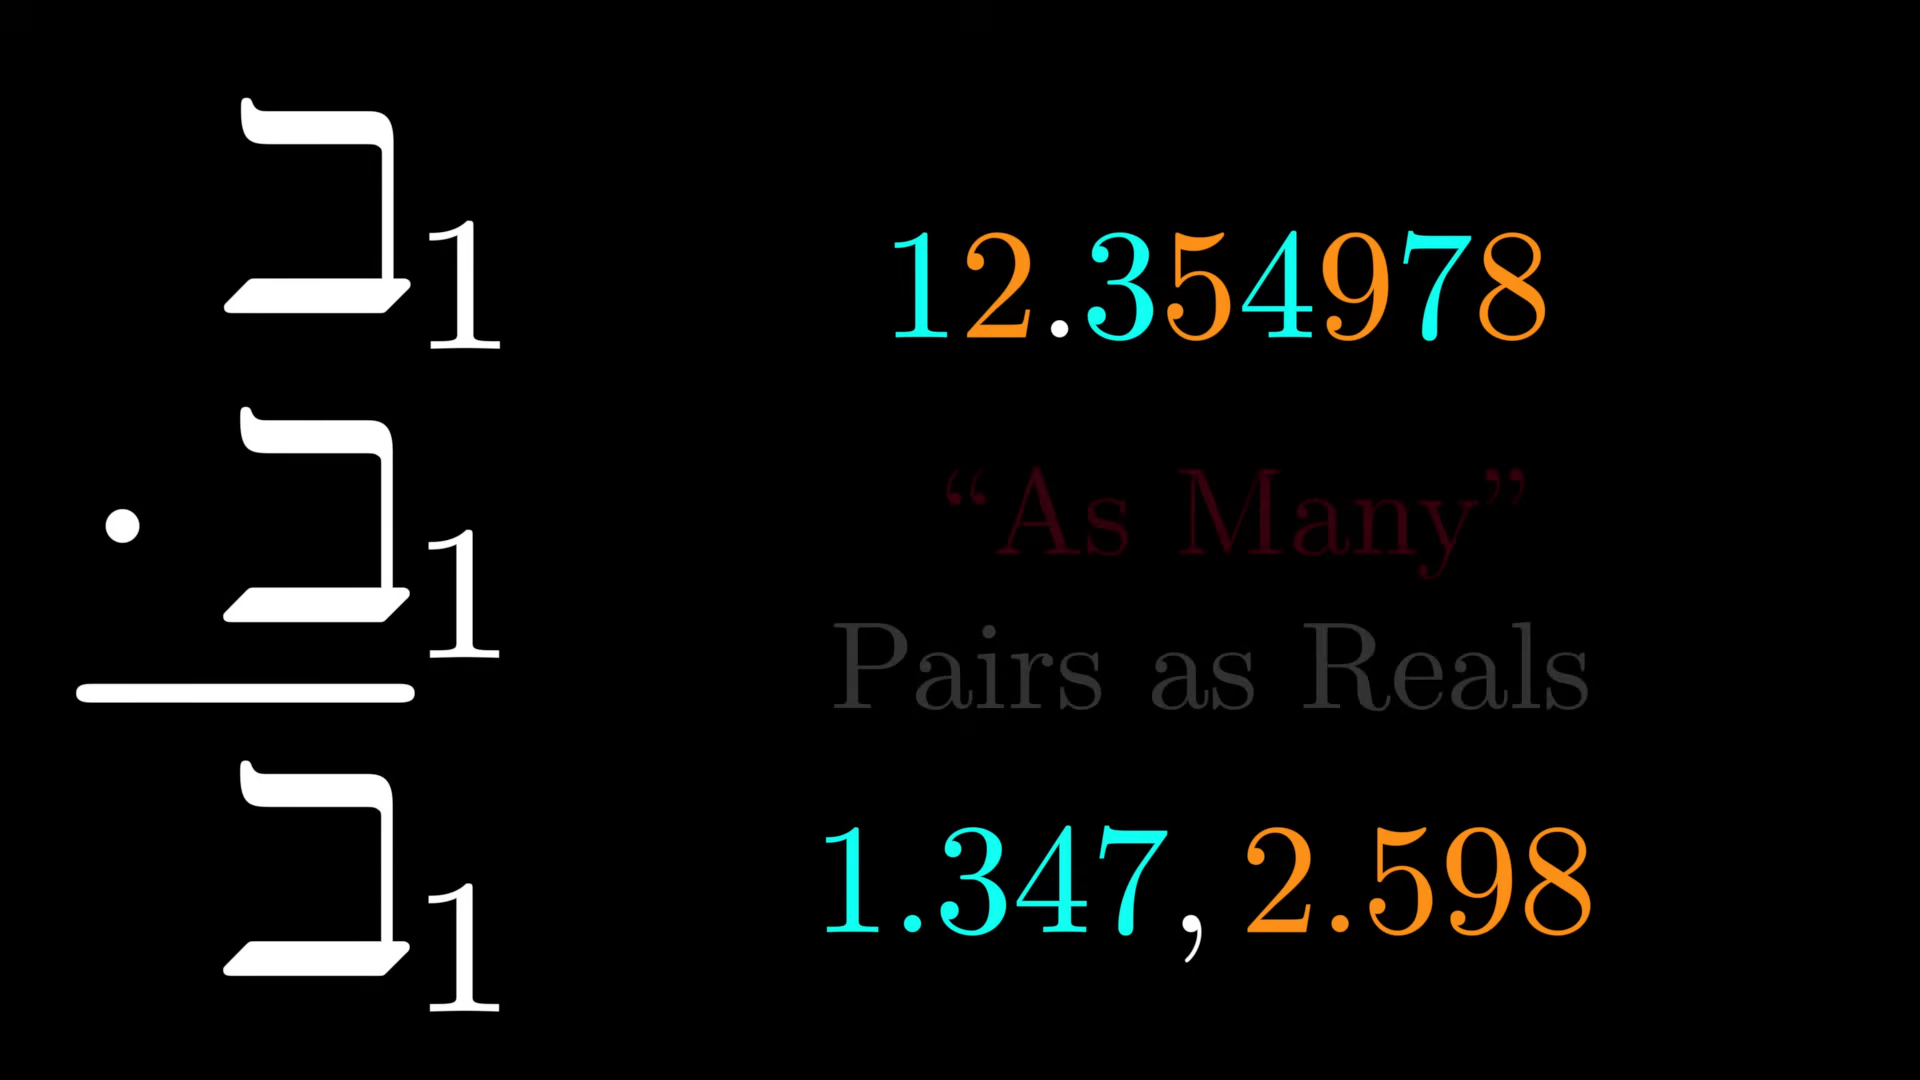 ב1
· ב1
ב1
12.354978
“As Many”
Pairs as Reals
1.347, 2.598